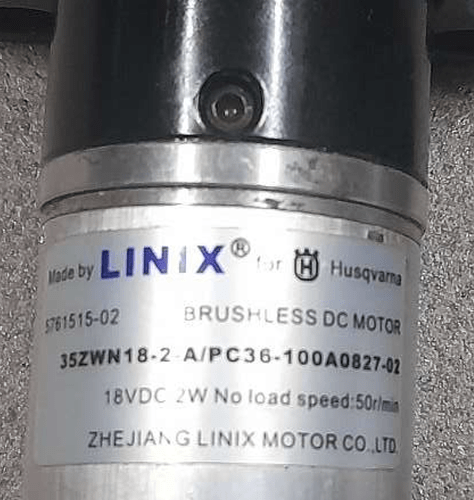 Made by LINIX® for H Husqvarna
5761515-02 BRUSHLESS DC MOTOR
35ZWN18-2-A/PC36-100A0827-02
18VDC 2W No load speed:50r/min
ZHEJIANG LINIX MOTOR CO.,LTD.